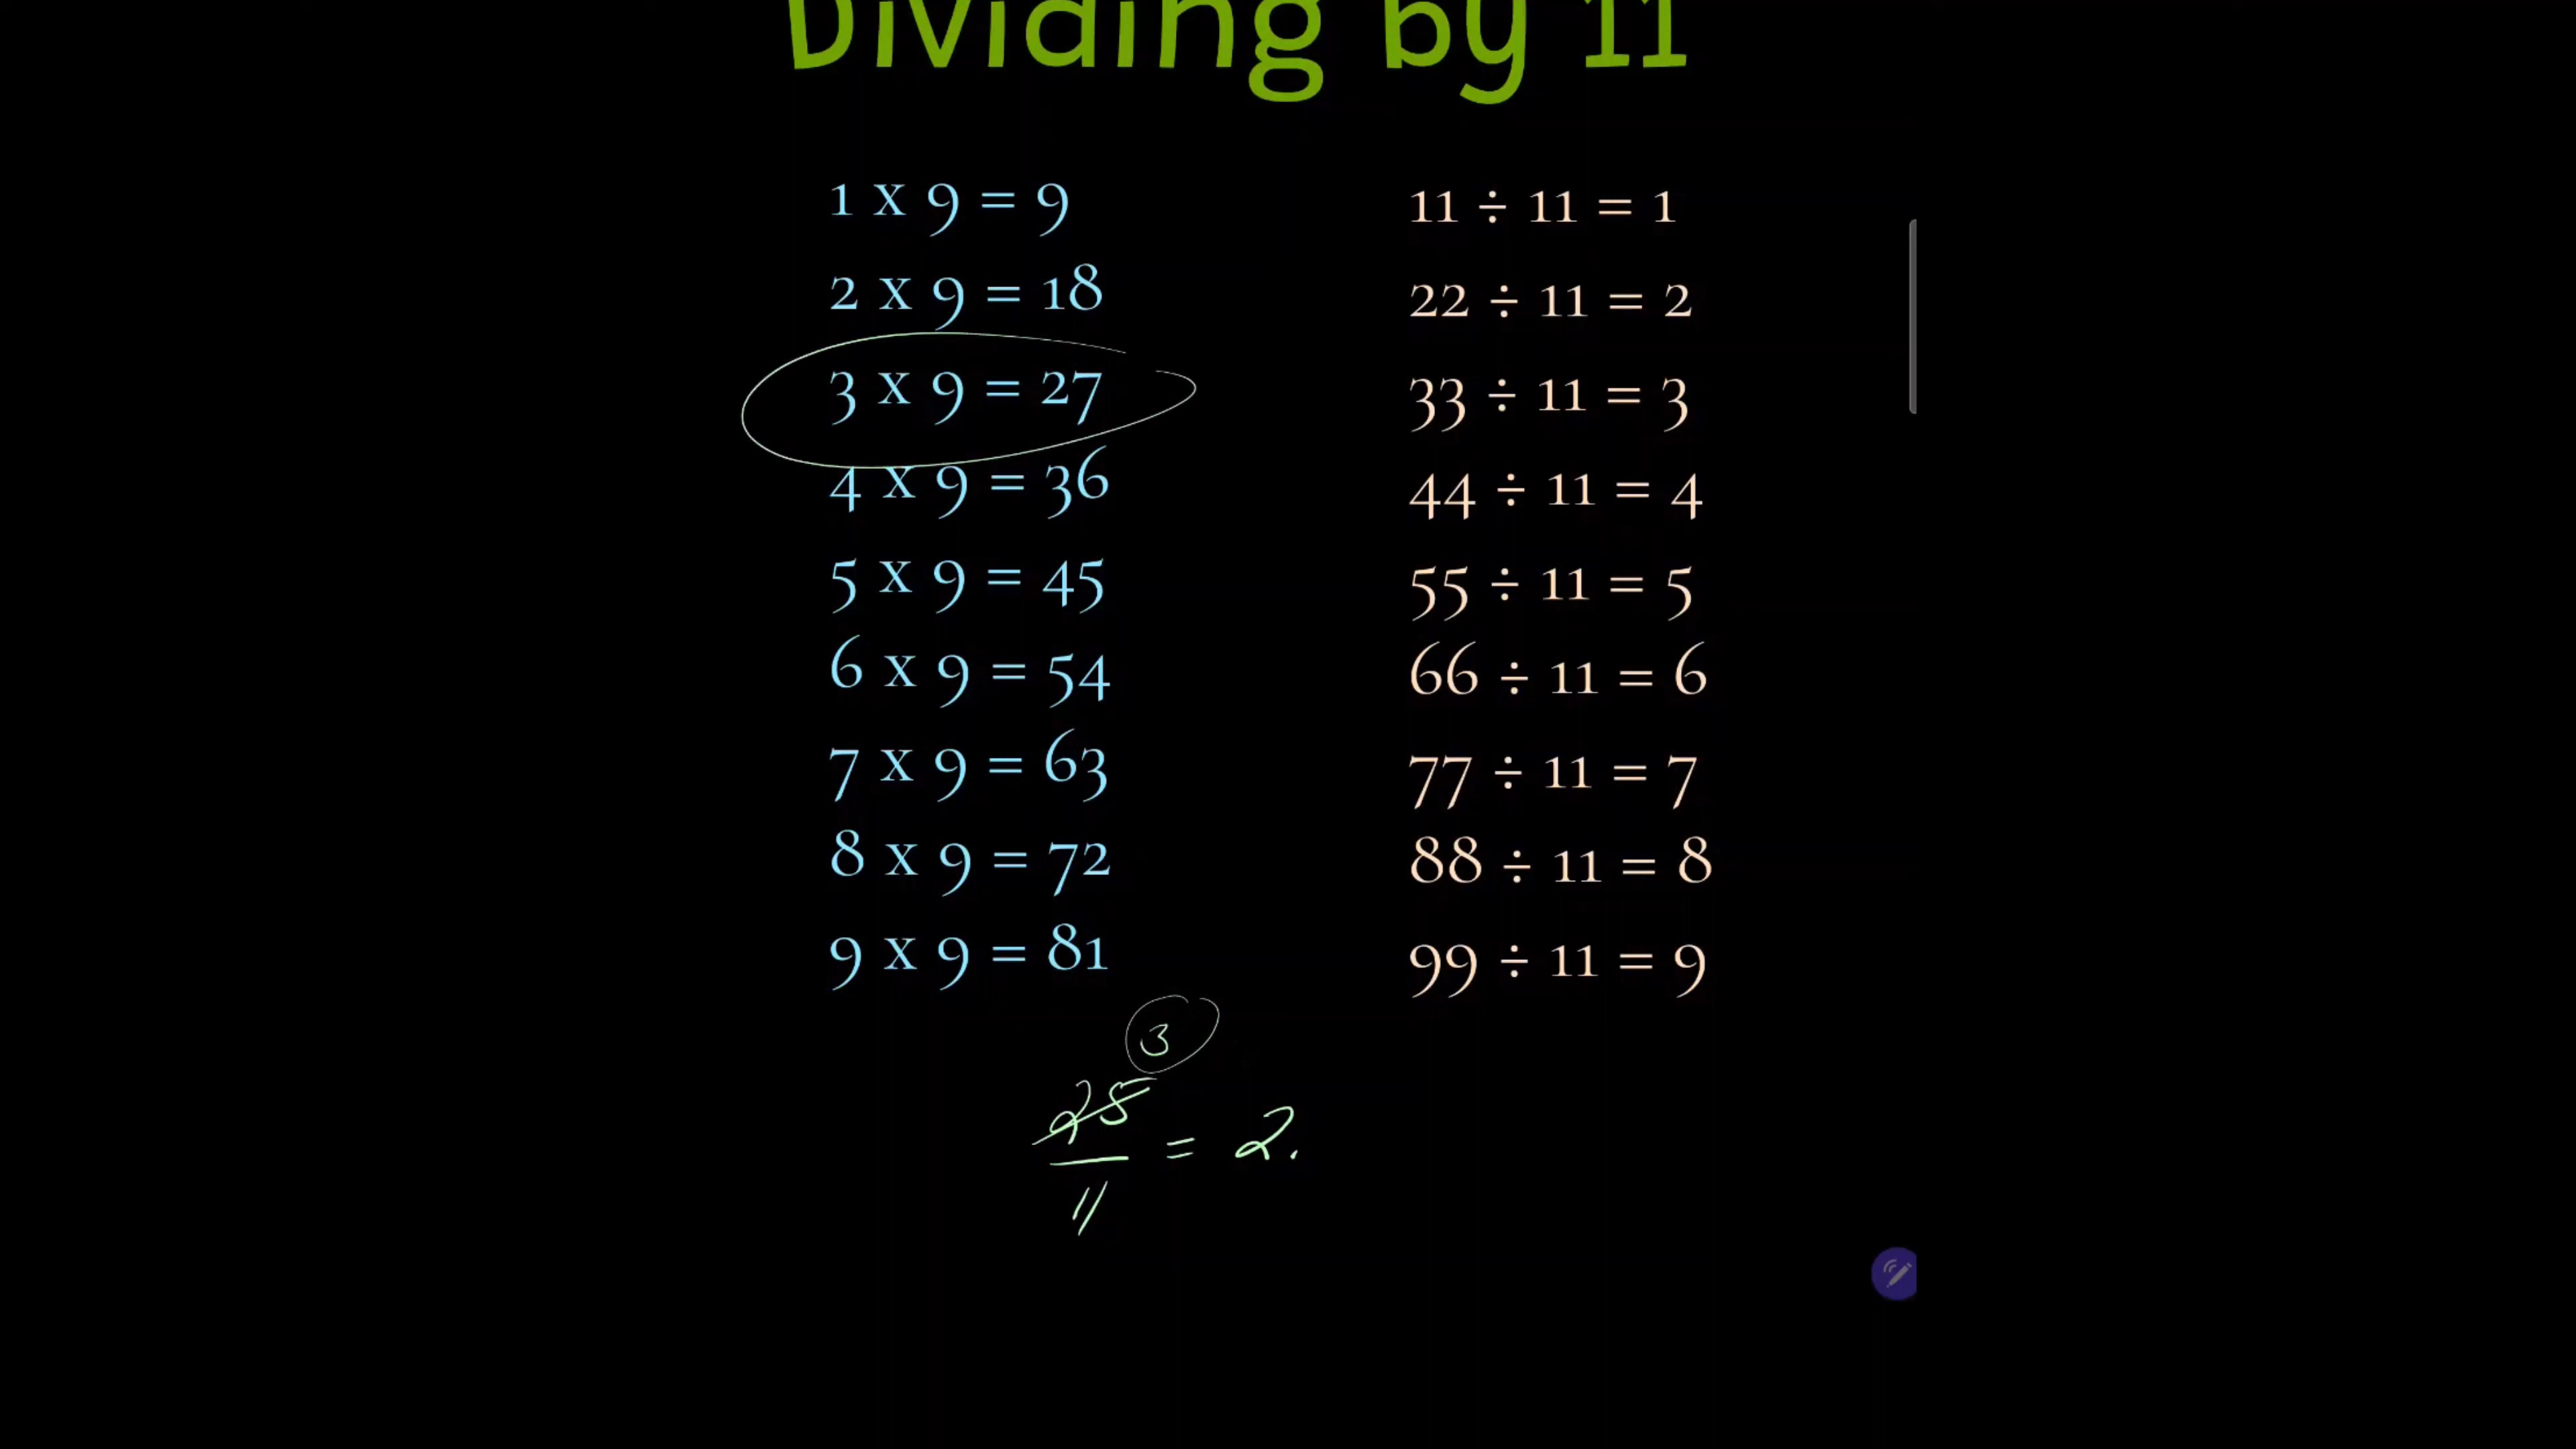 Dividing by 11
1 x 9 = 9
2 x 9 = 18
3 x 9 = 27
4 x 9 = 36
5 x 9 = 45
6 x 9 = 54
7 x 9 = 63
8 x 9 = 72
9 x 9 = 81
11 ÷ 11 = 1
22 ÷ 11 = 2
33 ÷ 11 = 3
44 ÷ 11 = 4
55 ÷ 11 = 5
66 ÷ 11 = 6
77 ÷ 11 = 7
88 ÷ 11 = 8
99 ÷ 11 = 9
3
25
= 2.
11